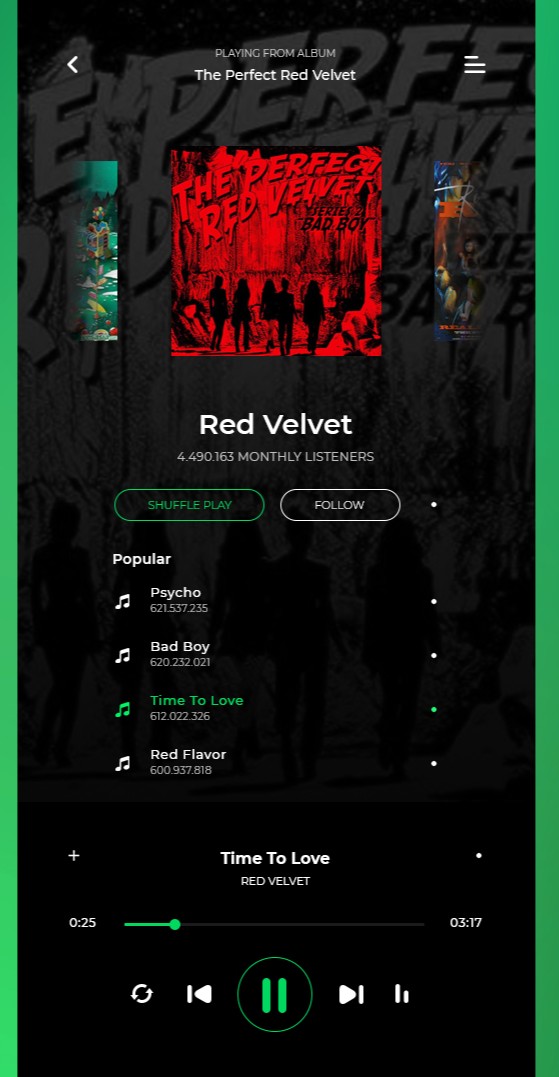 PLAYING FROM ALBUM
The Perfect Red Velvet
THE PERFECT
RED VELVET
SERIES 2
BAD BOY
Red Velvet
4.490.163 MONTHLY LISTENERS
SHUFFLE PLAY
FOLLOW
Popular
Psycho
621.537.235
Bad Boy
620.232.021
Time To Love
612.022.326
Red Flavor
600.937.818
Time To Love
RED VELVET
0:25
03:17